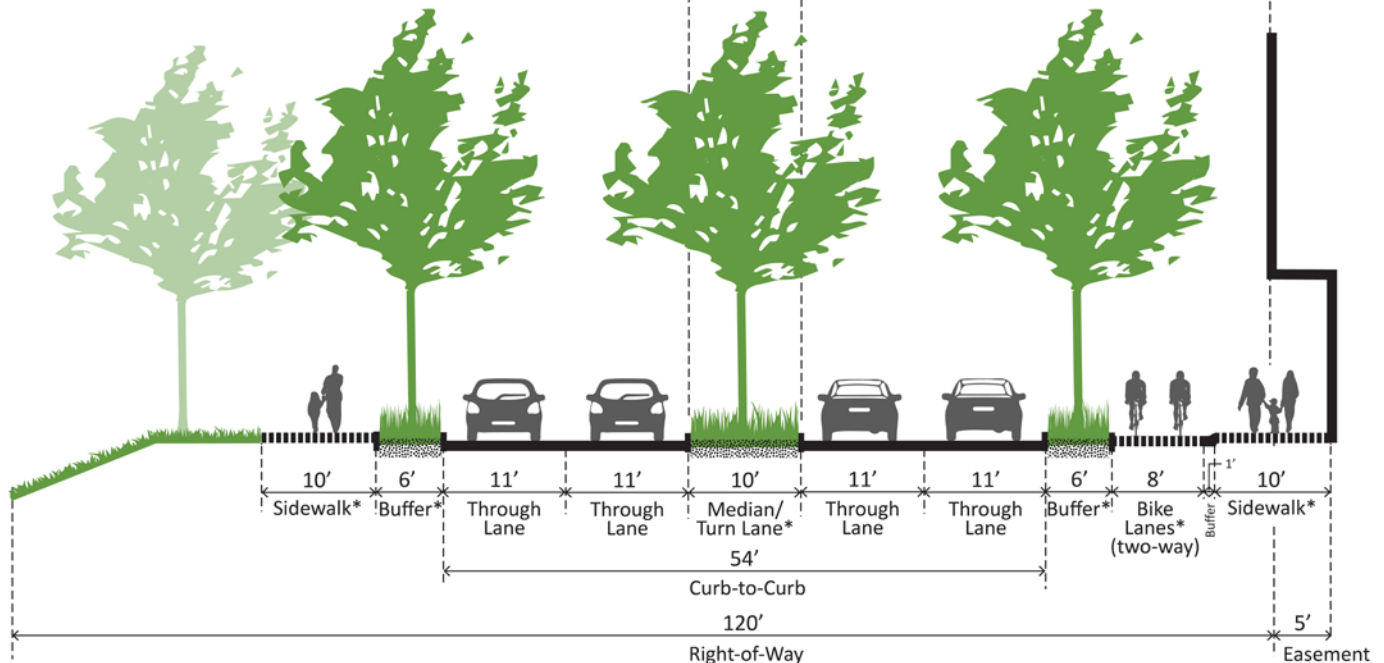 10’ 6’ 11’ 11’ 10’ 11’ 11’ 6’ 8’ 1’ 10’
Sidewalk* Buffer* Through Through Median/ Through Through Buffer* Bike Buffer Sidewalk*
Lane Lane Turn Lane* Lane Lane Lanes*
(two-way)
54’
Curb-to-Curb
120’ 5’
Right-of-Way Easement